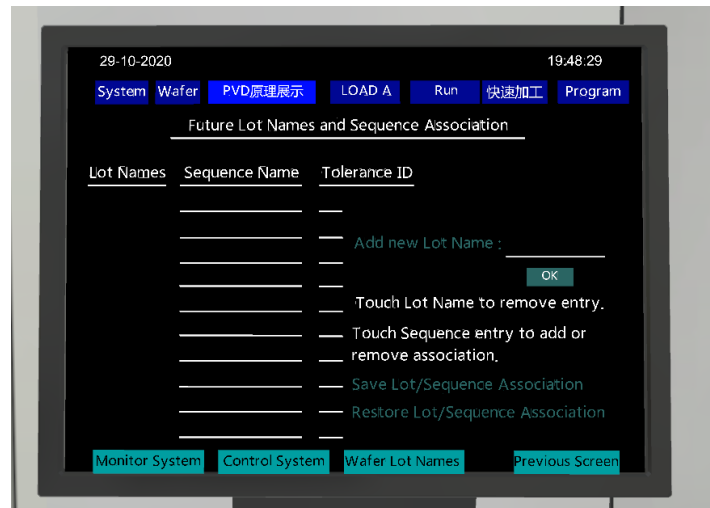 29-10-2020 19:48:29
System Wafer PVD原理展示 LOAD A Run 快速加工 Program
Future Lot Names and Sequence Association
Lot Names Sequence Name Tolerance ID
Add new Lot Name :
OK
Touch Lot Name to remove entry.
Touch Sequence entry to add or
remove association.
Save Lot/Sequence Association
Restore Lot/Sequence Association
Monitor System Control System Wafer Lot Names Previous Screen